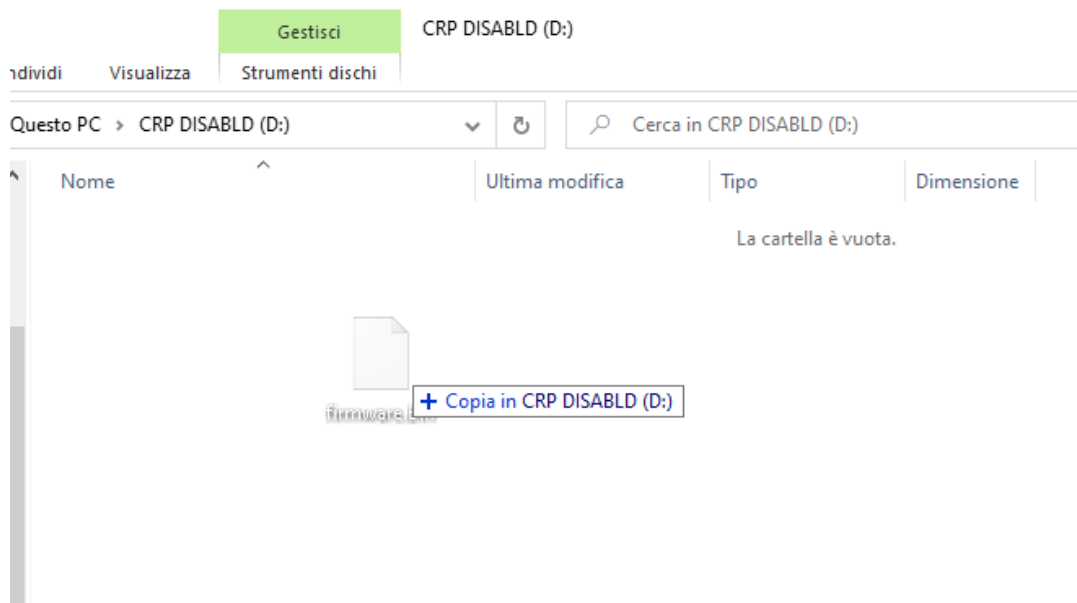 Gestisci
CRP DISABLD (D:)
ndividi
Visualizza
Strumenti dischi
Questo PC > CRP DISABLD (D:)
Cerca in CRP DISABLD (D:)
Nome
Ultima modifica
Tipo
Dimensione
La cartella è vuota.
+ Copia in CRP DISABLD (D:)